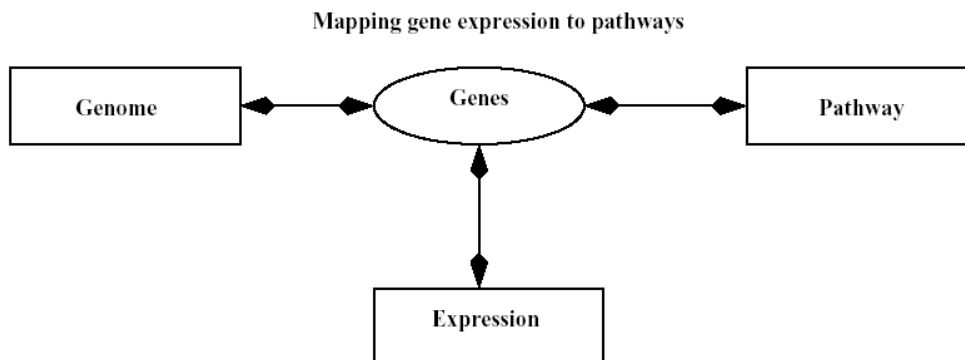 Mapping gene expression to pathways
Genome
Genes
Pathway
Expression